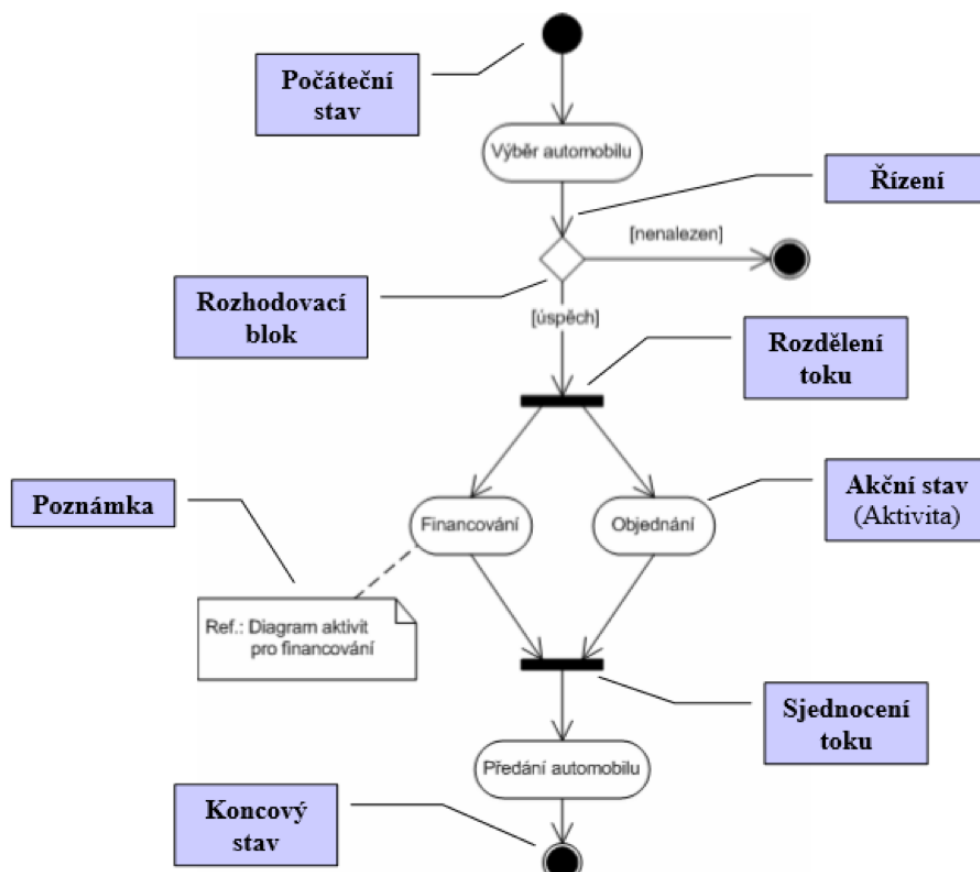 Počáteční
stav
Výběr automobilu
Řízení
[nenalezen]
Rozhodovací
blok
[úspěch]
Rozdělení
toku
Poznámka
Financování
Objednání
Akční stav
(Aktivita)
Ref.: Diagram aktivit
pro financování
Sjednocení
toku
Předání automobilu
Koncový
stav